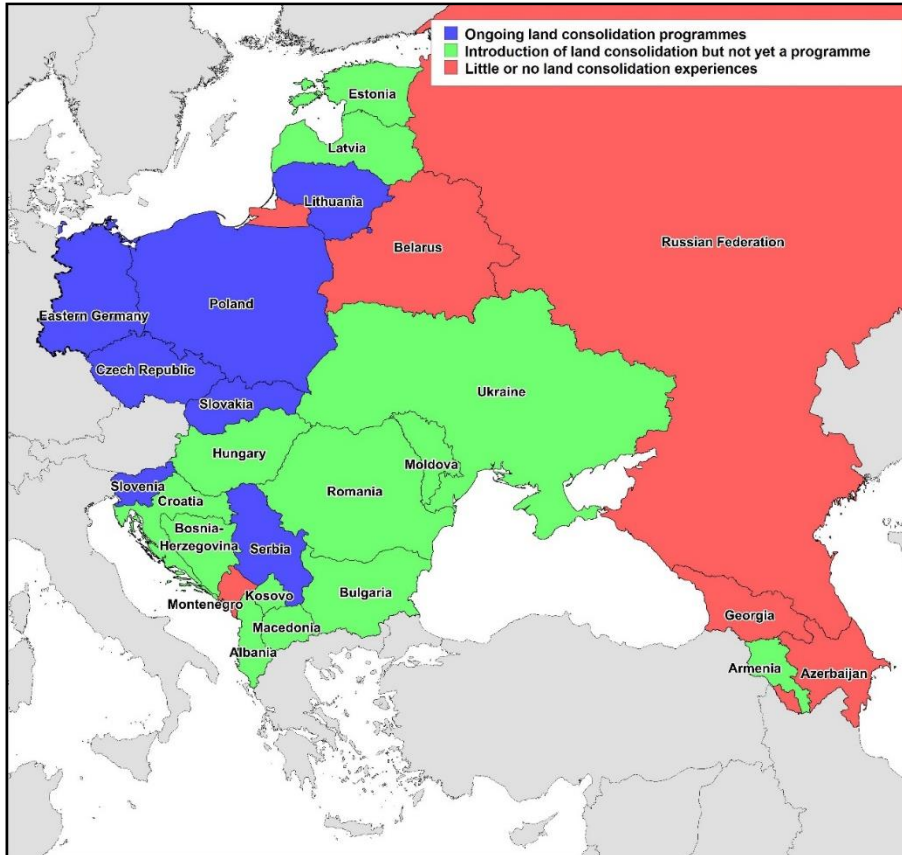 Ongoing land consolidation programmes
Introduction of land consolidation but not yet a programme
Little or no land consolidation experiences
Estonia
Latvia
Lithuania
Belarus
Russian Federation
Poland
Eastern Germany
Czech Republic
Slovakia
Ukraine
Hungary
Moldova
Romania
Slovenia
Croatia
Bosnia-
Herzegovina
Serbia
Bulgaria
Kosovo
Montenegro
Macedonia
Albania
Georgia
Armenia
Azerbaijan